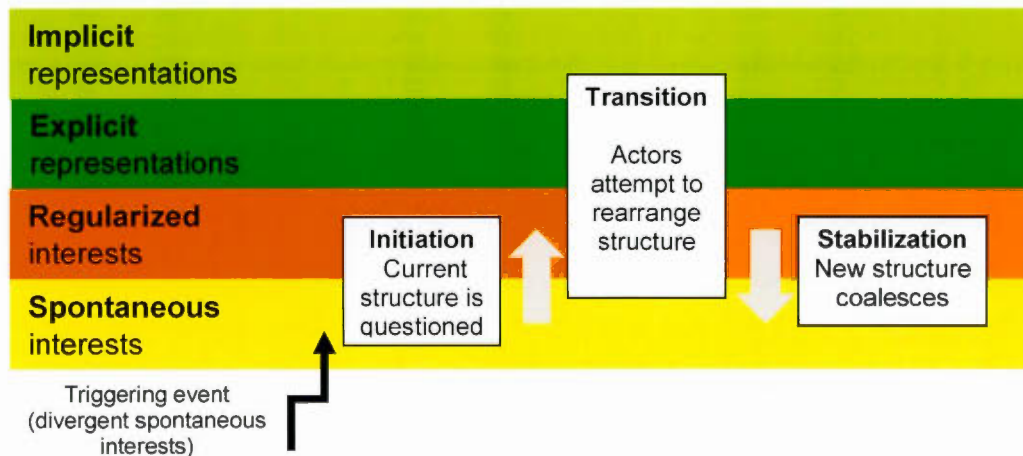 Implicit
representations
Explicit
representations
Regularized
interests
Spontaneous
interests
Triggering event
(divergent spontaneous
interests)
Initiation
Current
structure is
questioned
Transition
Actors
attempt to
rearrange
structure
Stabilization
New structure
coalesces